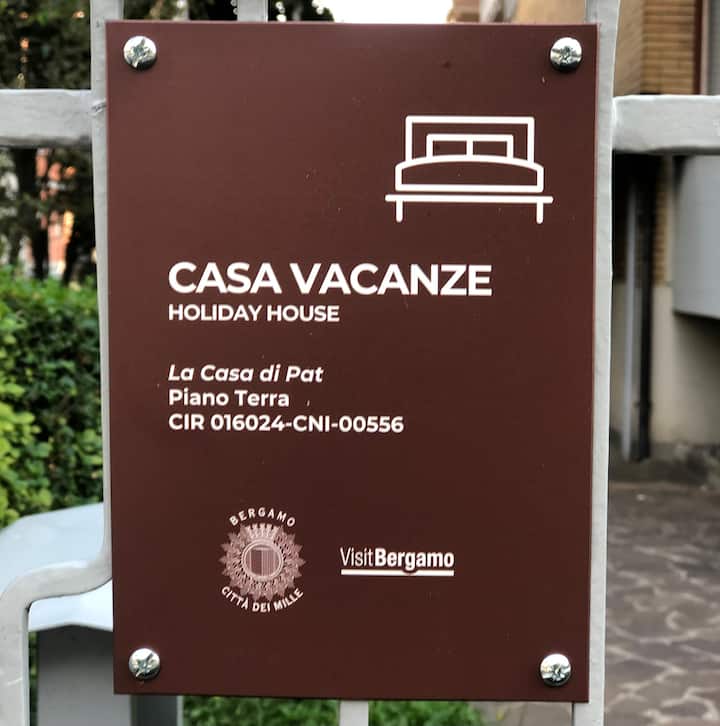 CASA VACANZE
HOLIDAY HOUSE
La Casa di Pat
Piano Terra
CIR 016024-CNI-00556
BERGAMO
CITTÀ DEI MILLE
VisitBergamo